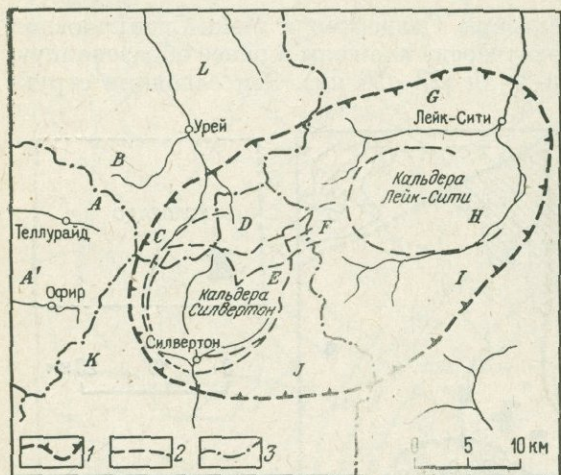 L
G
Урей
Лейк-Сити
B
Кальдера
Лейк-Сити
A
H
Теллурайд
C
D
F
A'
E
I
Офир
Кальдера
Силвертон
Силвертон
K
J
1
2
3
0 5 10 км